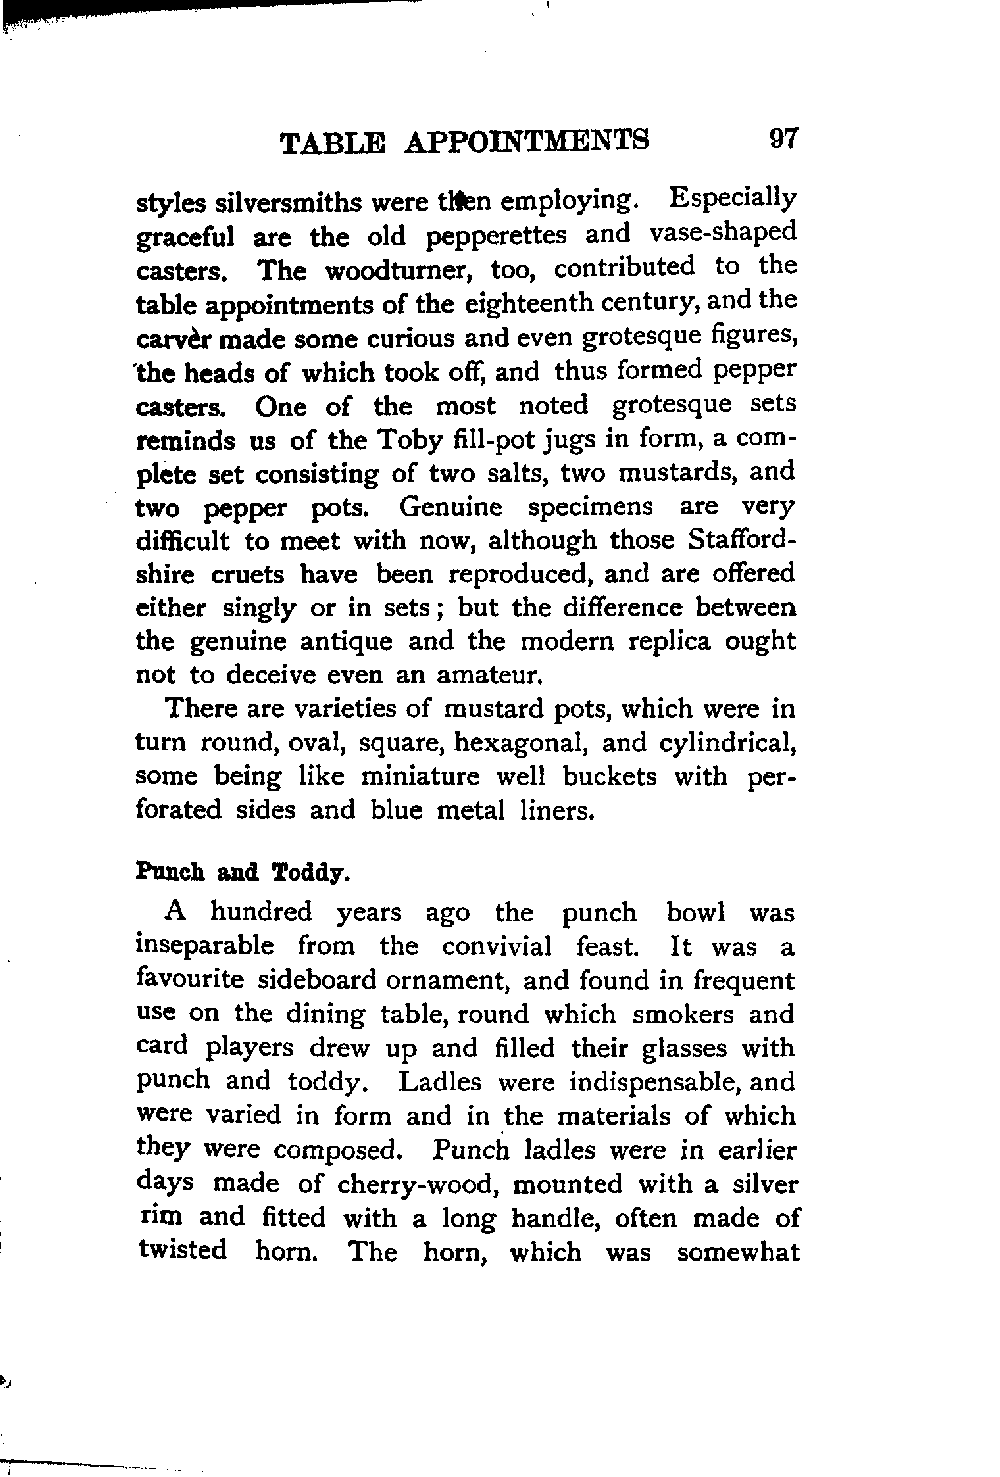 TABLE APPOINTMENTS 97
styles silversmiths were then employing. Especially
graceful are the old pepperettes and vase-shaped
casters. The woodturner, too, contributed to the
table appointments of the eighteenth century, and the
carver made some curious and even grotesque figures,
the heads of which took off, and thus formed pepper
casters. One of the most noted grotesque sets
reminds us of the Toby fill-pot jugs in form, a com-
plete set consisting of two salts, two mustards, and
two pepper pots. Genuine specimens are very
difficult to meet with now, although those Stafford-
shire cruets have been reproduced, and are offered
either singly or in sets; but the difference between
the genuine antique and the modern replica ought
not to deceive even an amateur.
There are varieties of mustard pots, which were in
turn round, oval, square, hexagonal, and cylindrical,
some being like miniature well buckets with per-
forated sides and blue metal liners.
Punch and Toddy.
A hundred years ago the punch bowl was
inseparable from the convivial feast. It was a
favourite sideboard ornament, and found in frequent
use on the dining table, round which smokers and
card players drew up and filled their glasses with
punch and toddy. Ladles were indispensable, and
were varied in form and in the materials of which
they were composed. Punch ladles were in earlier
days made of cherry-wood, mounted with a silver
rim and fitted with a long handle, often made of
twisted horn. The horn, which was somewhat